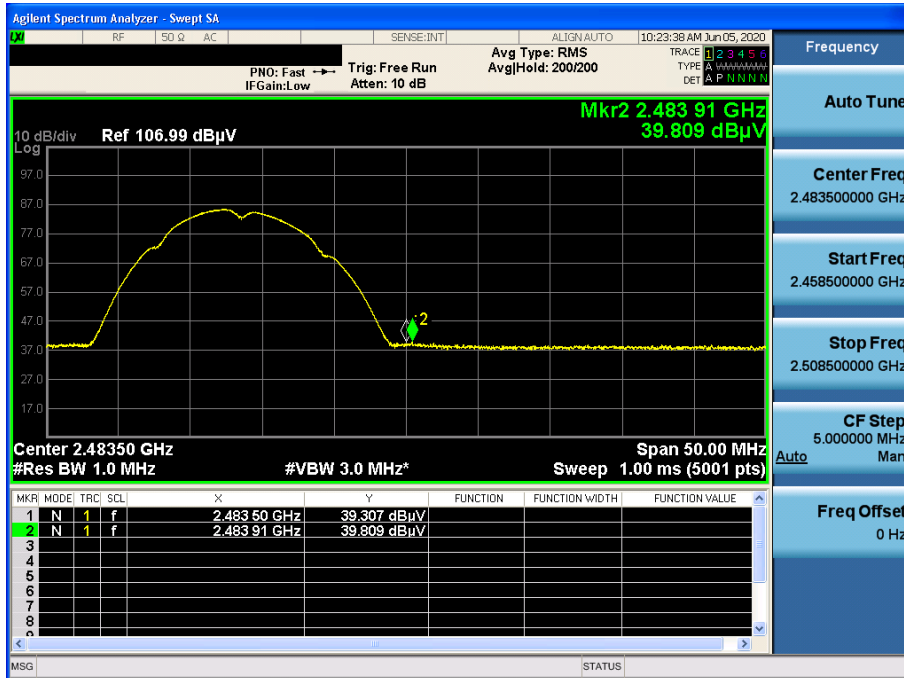 Agilent Spectrum Analyzer - Swept SA
LXI RF 50 Ω AC SENSE:INT ALIGN AUTO 10:23:38 AM Jun 05, 2020
PNO: Fast IFGain:Low
Trig: Free Run Atten: 10 dB
Avg Type: RMS Avg|Hold: 200/200
TRACE 1 2 3 4 5 6
TYPE A WWWWW
DET A P N N N N
Mkr2 2.483 91 GHz
39.809 dBµV
10 dB/div Ref 106.99 dBµV
Log
97.0
87.0
77.0
67.0
57.0
47.0
37.0
27.0
17.0
2
Center 2.48350 GHz Span 50.00 MHz
#Res BW 1.0 MHz #VBW 3.0 MHz* Sweep 1.00 ms (5001 pts)
MKR MODE TRC SCL X Y FUNCTION FUNCTION WIDTH FUNCTION VALUE
1 N 1 f 2.483 50 GHz 39.307 dBµV
2 N 1 f 2.483 91 GHz 39.809 dBµV
3
4
5
6
7
8
MSG STATUS
Frequency
Auto Tune
Center Freq
2.483500000 GHz
Start Freq
2.458500000 GHz
Stop Freq
2.508500000 GHz
CF Step
5.000000 MHz
Auto Man
Freq Offset
0 Hz